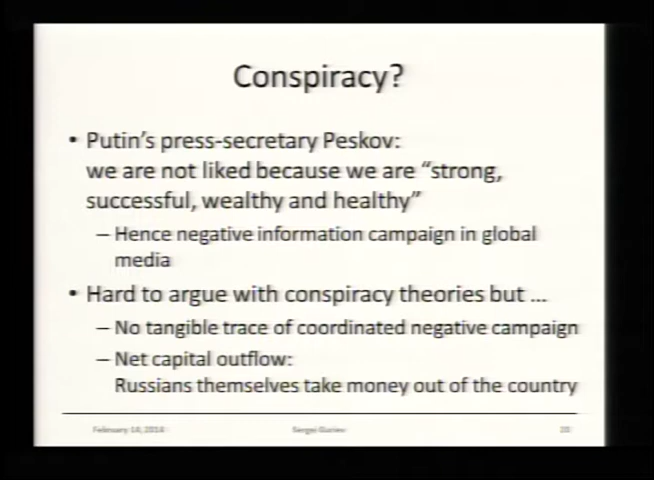 Conspiracy?
• Putin's press-secretary Peskov:
we are not liked because we are "strong,
successful, wealthy and healthy"
– Hence negative information campaign in global
media
• Hard to argue with conspiracy theories but ...
– No tangible trace of coordinated negative campaign
– Net capital outflow:
Russians themselves take money out of the country
February 14, 2014
Sergei Guriev